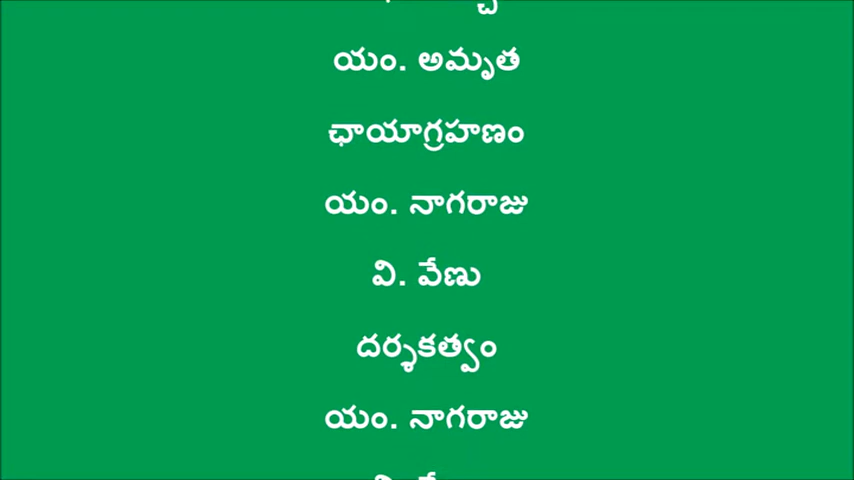 యం. అమృత
ఛాయాగ్రహణం
యం. నాగరాజు
వి. వేణు
దర్శకత్వం
యం. నాగరాజు